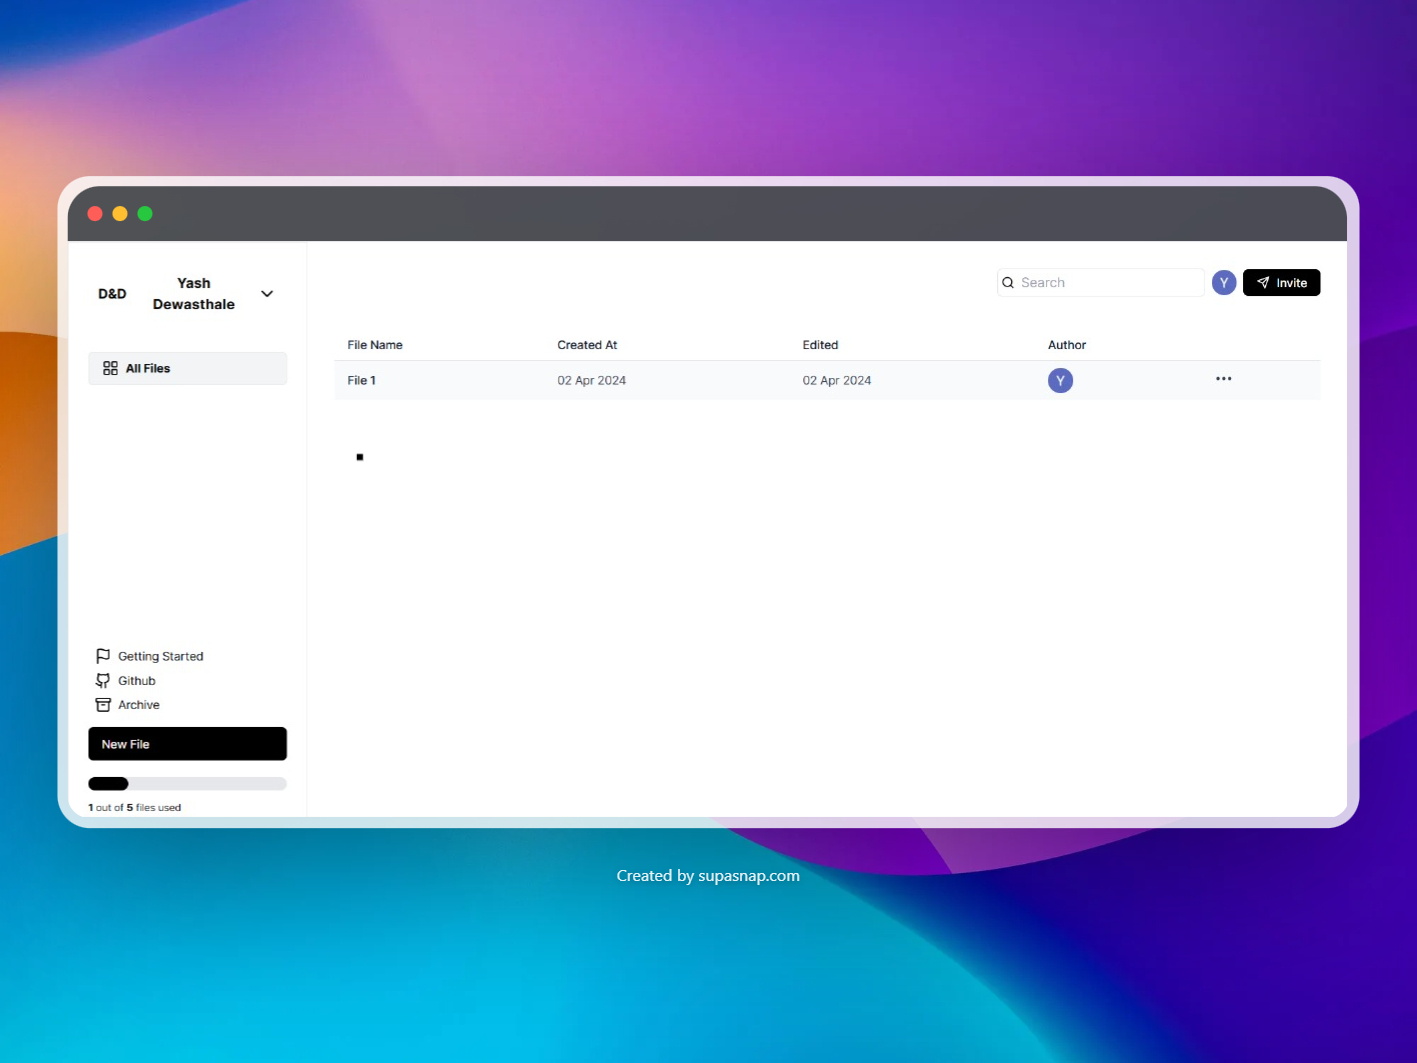 D&D
Yash
Dewasthale
All Files
Search
Y
Invite
File Name Created At Edited Author
File 1 02 Apr 2024 02 Apr 2024 Y
Getting Started
Github
Archive
New File
1 out of 5 files used
Created by supasnap.com